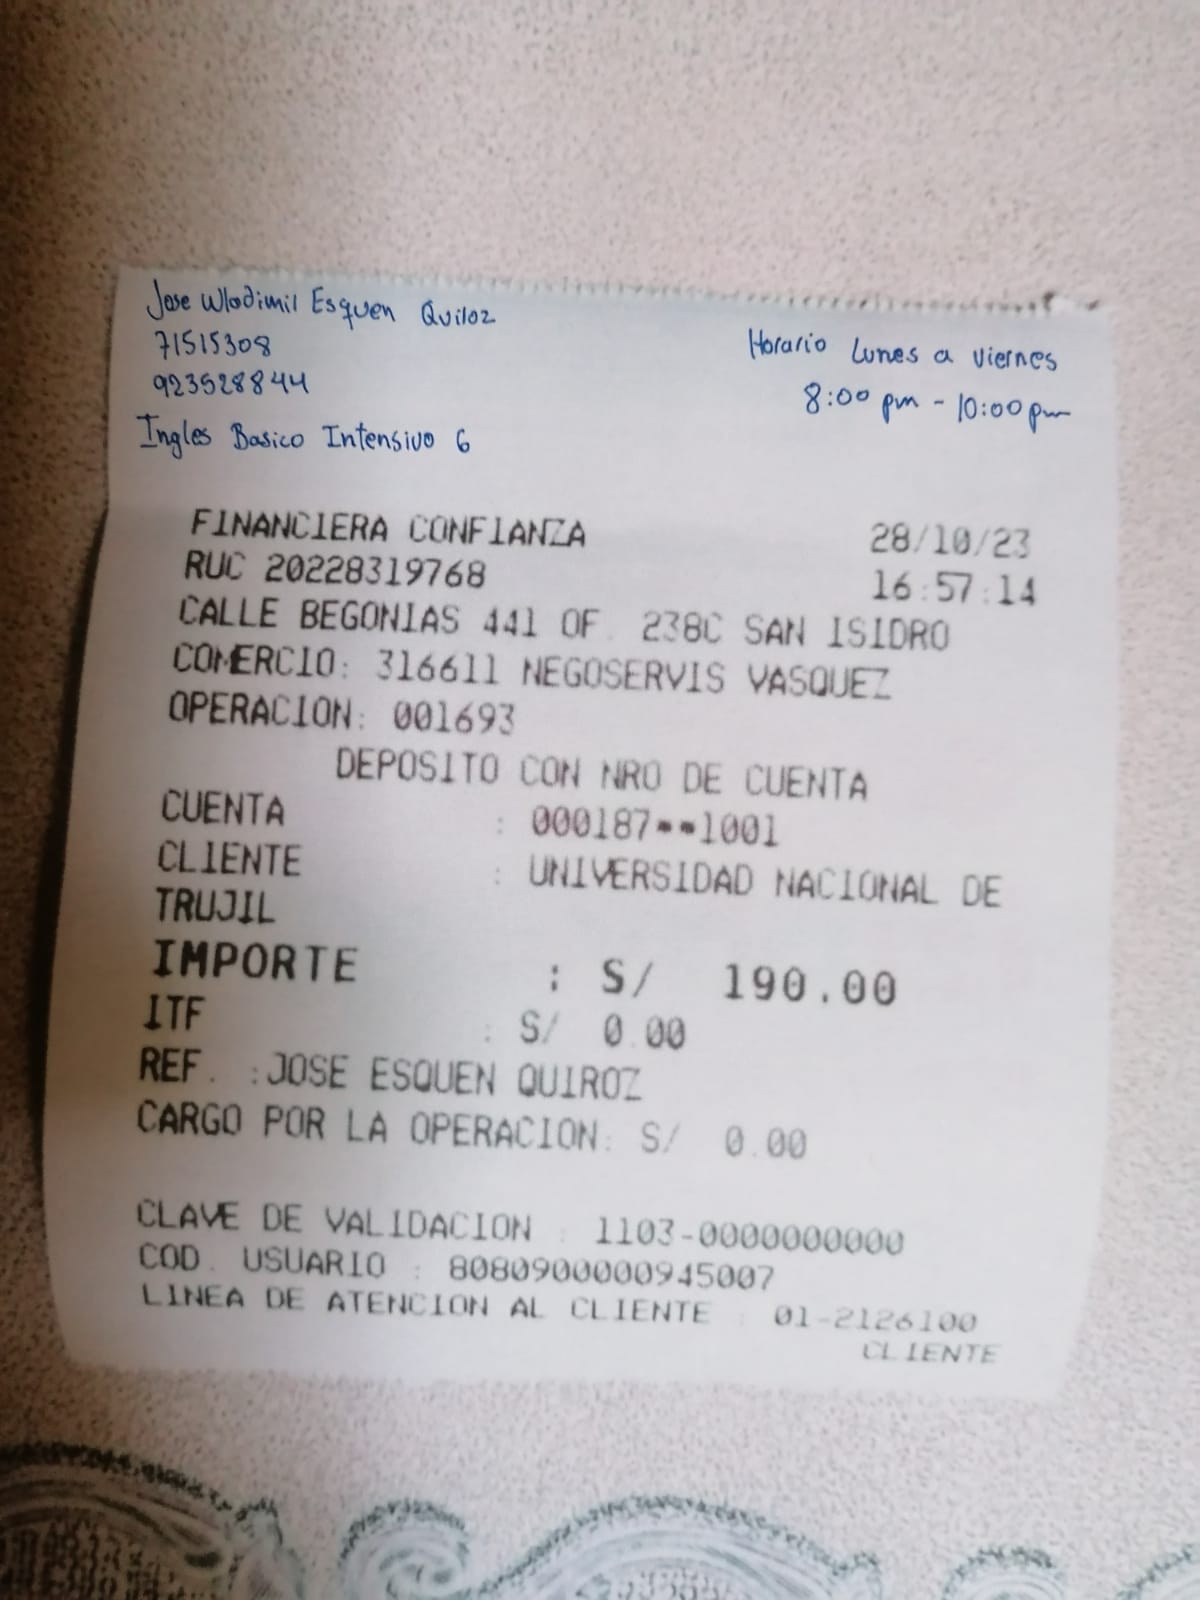 Jose Wladimil Esquen Quiloz
71515308
923528844
Horario Lunes a viernes
8:00 pm - 10:00 pm
Ingles Basico Intensivo 6
FINANCIERA CONFIANZA 28/10/23
RUC 20228319768 16:57:14
CALLE BEGONIAS 441 OF. 238C SAN ISIDRO
COMERCIO: 316611 NEGOSERVIS VASQUEZ
OPERACION: 001693
DEPOSITO CON NRO DE CUENTA
CUENTA : 000187**1001
CLIENTE : UNIVERSIDAD NACIONAL DE
TRUJIL
IMPORTE : S/ 190.00
ITF : S/ 0.00
REF. :JOSE ESQUEN QUIROZ
CARGO POR LA OPERACION: S/ 0.00
CLAVE DE VALIDACION : 1103-0000000000
COD. USUARIO : 8080900000945007
LINEA DE ATENCION AL CLIENTE : 01-2126100
CLIENTE